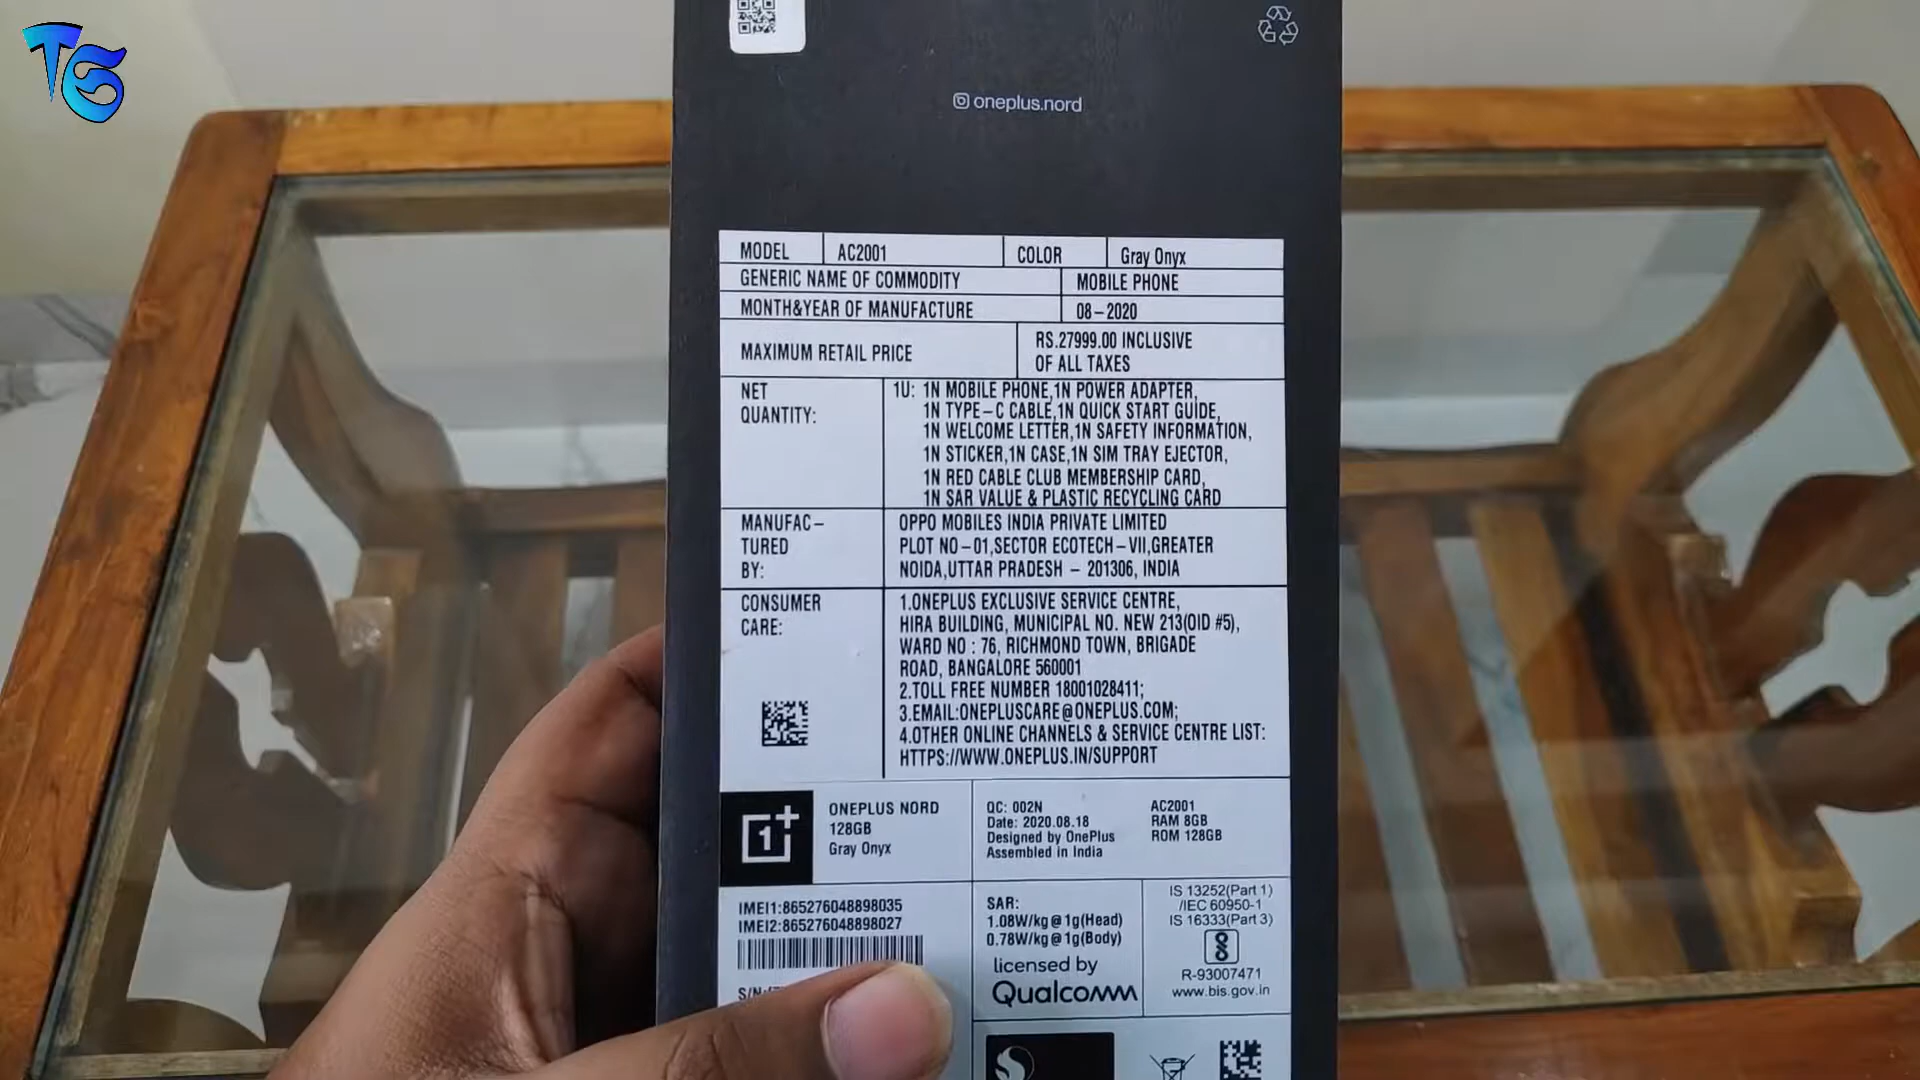 TS
oneplus.nord
MODEL AC2001 COLOR Gray Onyx
GENERIC NAME OF COMMODITY MOBILE PHONE
MONTH&YEAR OF MANUFACTURE 08-2020
MAXIMUM RETAIL PRICE
RS.27999.00 INCLUSIVE
OF ALL TAXES
NET
QUANTITY:
1U: 1N MOBILE PHONE,1N POWER ADAPTER,
1N TYPE-C CABLE,1N QUICK START GUIDE,
1N WELCOME LETTER,1N SAFETY INFORMATION,
1N STICKER,1N CASE,1N SIM TRAY EJECTOR,
1N RED CABLE CLUB MEMBERSHIP CARD,
1N SAR VALUE & PLASTIC RECYCLING CARD
MANUFAC-
TURED
BY:
OPPO MOBILES INDIA PRIVATE LIMITED
PLOT NO-01,SECTOR ECOTECH-VII,GREATER
NOIDA,UTTAR PRADESH - 201306, INDIA
CONSUMER
CARE:
1.ONEPLUS EXCLUSIVE SERVICE CENTRE,
HIRA BUILDING, MUNICIPAL NO. NEW 213(OID #5),
WARD NO : 76, RICHMOND TOWN, BRIGADE
ROAD, BANGALORE 560001
2.TOLL FREE NUMBER 18001028411;
3.EMAIL:ONEPLUSCARE@ONEPLUS.COM;
4.OTHER ONLINE CHANNELS & SERVICE CENTRE LIST:
HTTPS://WWW.ONEPLUS.IN/SUPPORT
1+
ONEPLUS NORD
128GB
Gray Onyx
QC: 002N
Date: 2020.08.18
Designed by OnePlus
Assembled in India
AC2001
RAM 8GB
ROM 128GB
IMEI1:865276048898035
IMEI2:865276048898027
S/N:
SAR:
1.08W/kg@1g(Head)
0.78W/kg@1g(Body)
licensed by
Qualcomm
IS 13252(Part 1)
/IEC 60950-1
IS 16333(Part 3)
R-93007471
www.bis.gov.in